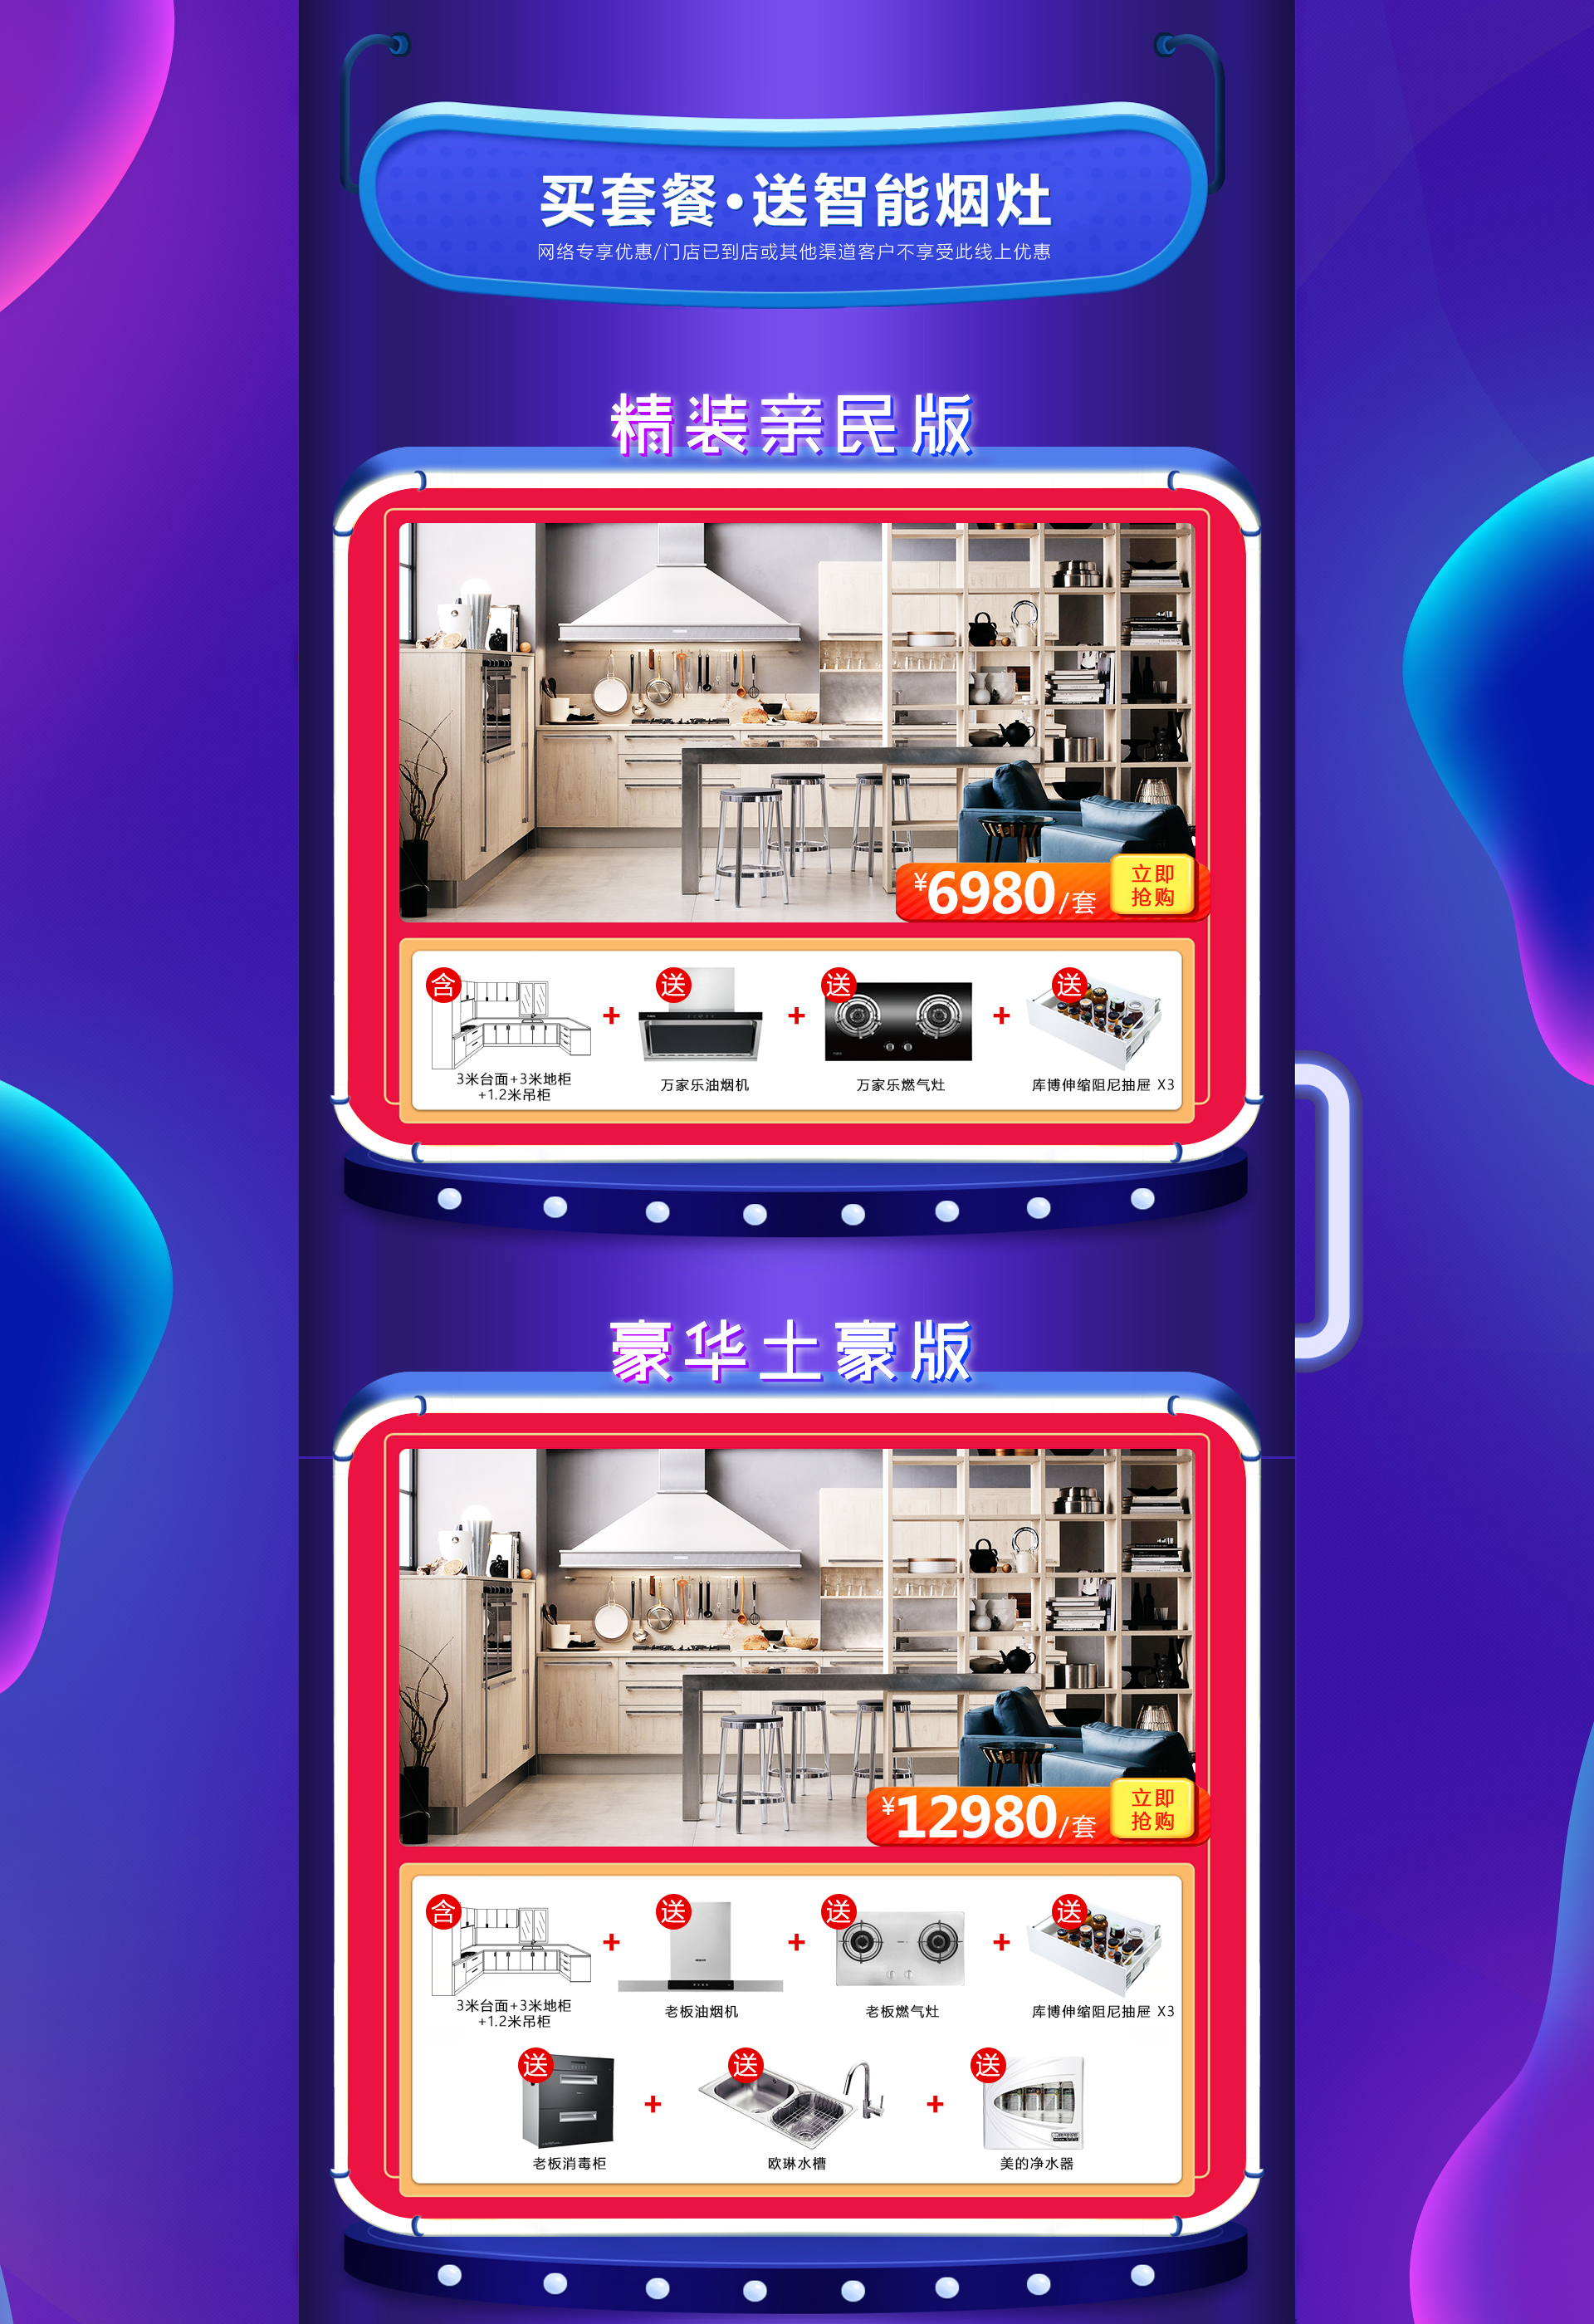 买套餐·送智能烟灶
网络专享优惠/门店已到店或其他渠道客户不享受此线上优惠
精装亲民版
¥6980/套
立即
抢购
含
送
送
送
+
+
+
3米台面+3米地柜
+1.2米吊柜
万家乐油烟机
万家乐燃气灶
库博伸缩阻尼抽屉 X3
豪华土豪版
¥12980/套
立即
抢购
含
送
送
送
+
+
+
3米台面+3米地柜
+1.2米吊柜
老板油烟机
老板燃气灶
库博伸缩阻尼抽屉 X3
送
送
送
+
+
老板消毒柜
欧琳水槽
美的净水器